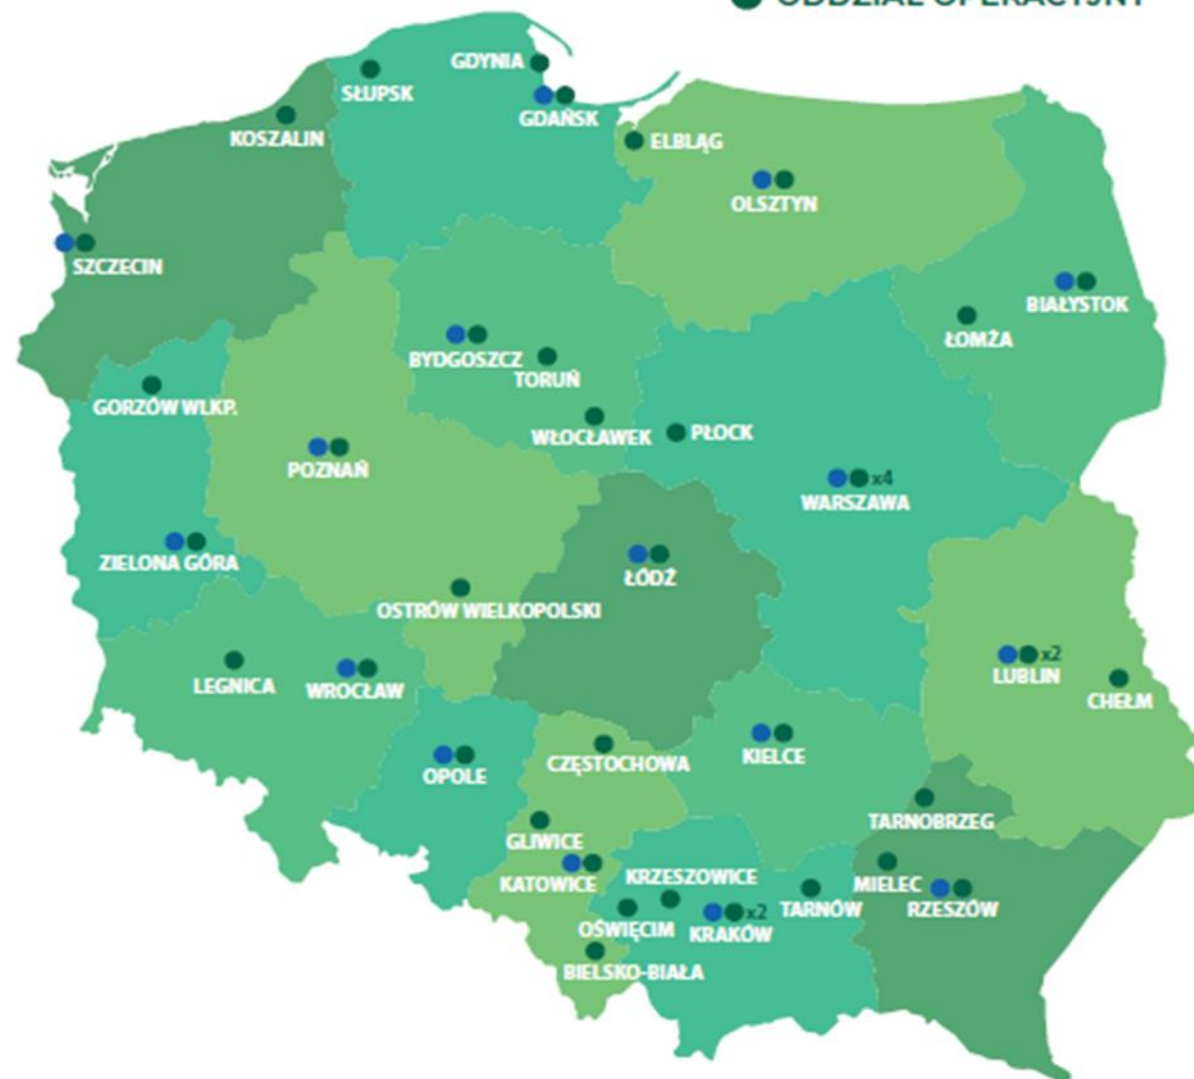 ODDZIAŁ OPERACYJNY
GDYNIA
SŁUPSK
GDAŃSK
KOSZALIN
ELBLĄG
OLSZTYN
SZCZECIN
BIAŁYSTOK
ŁOMŻA
BYDGOSZCZ
TORUŃ
GORZÓW WLKP.
WŁOCŁAWEK
PŁOCK
POZNAŃ
x4
WARSZAWA
ZIELONA GÓRA
ŁÓDŹ
OSTRÓW WIELKOPOLSKI
x2
LUBLIN
LEGNICA
WROCŁAW
CHEŁM
KIELCE
CZĘSTOCHOWA
OPOLE
TARNOBRZEG
GLIWICE
KATOWICE
KRZESZOWICE
MIELEC
TARNÓW
RZESZÓW
x2
OŚWIĘCIM
KRAKÓW
BIELSKO-BIAŁA